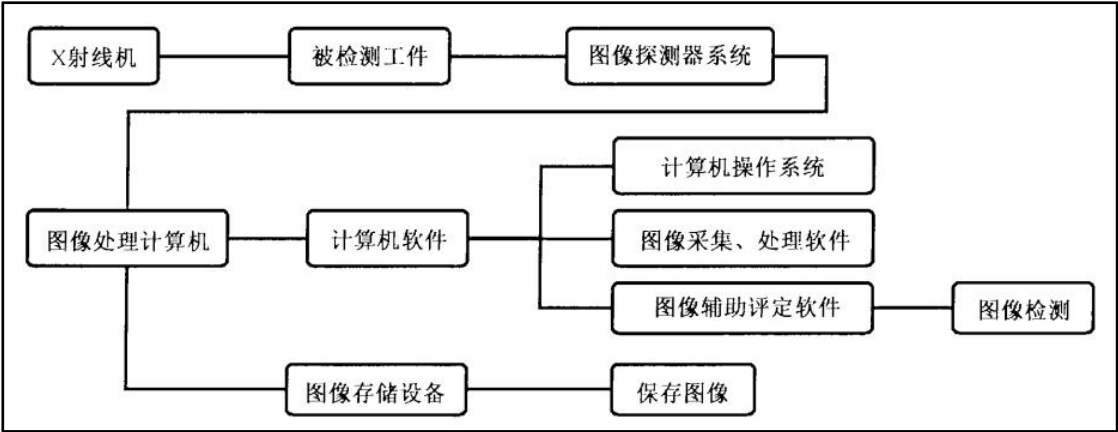 X射线机
被检测工件
图像探测器系统
计算机操作系统
图像处理计算机
计算机软件
图像采集、处理软件
图像辅助评定软件
图像检测
图像存储设备
保存图像